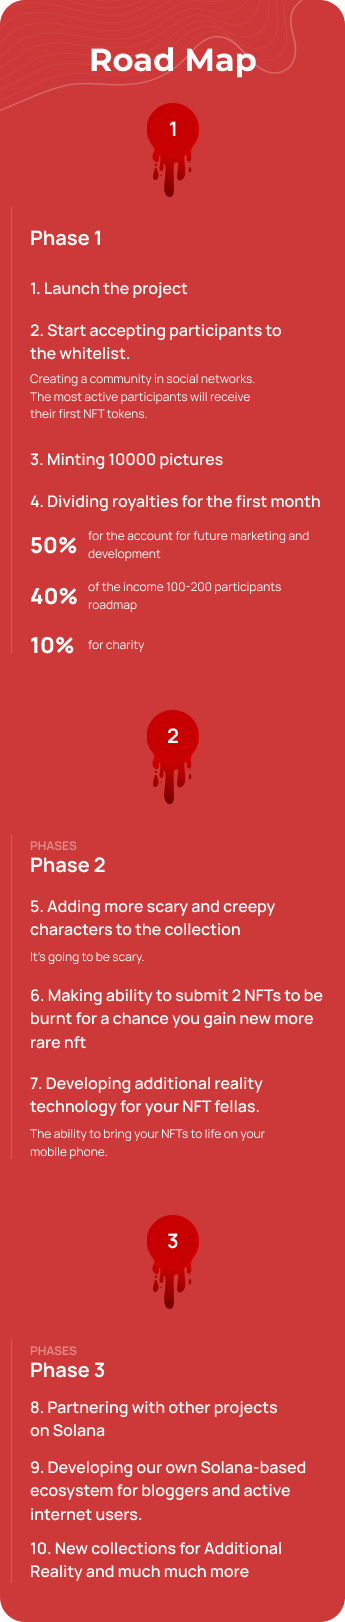 Road Map
1
Phase 1
1. Launch the project
2. Start accepting participants to
the whitelist.
Creating a community in social networks.
The most active participants will receive
their first NFT tokens.
3. Minting 10000 pictures
4. Dividing royalties for the first month
50%
for the account for future marketing and
development
40%
of the income 100-200 participants
roadmap
10%
for charity
2
PHASES
Phase 2
5. Adding more scary and creepy
characters to the collection
It's going to be scary.
6. Making ability to submit 2 NFTs to be
burnt for a chance you gain new more
rare nft
7. Developing additional reality
technology for your NFT fellas.
The ability to bring your NFTs to life on your
mobile phone.
3
PHASES
Phase 3
8. Partnering with other projects
on Solana
9. Developing our own Solana-based
ecosystem for bloggers and active
internet users.
10. New collections for Additional
Reality and much much more